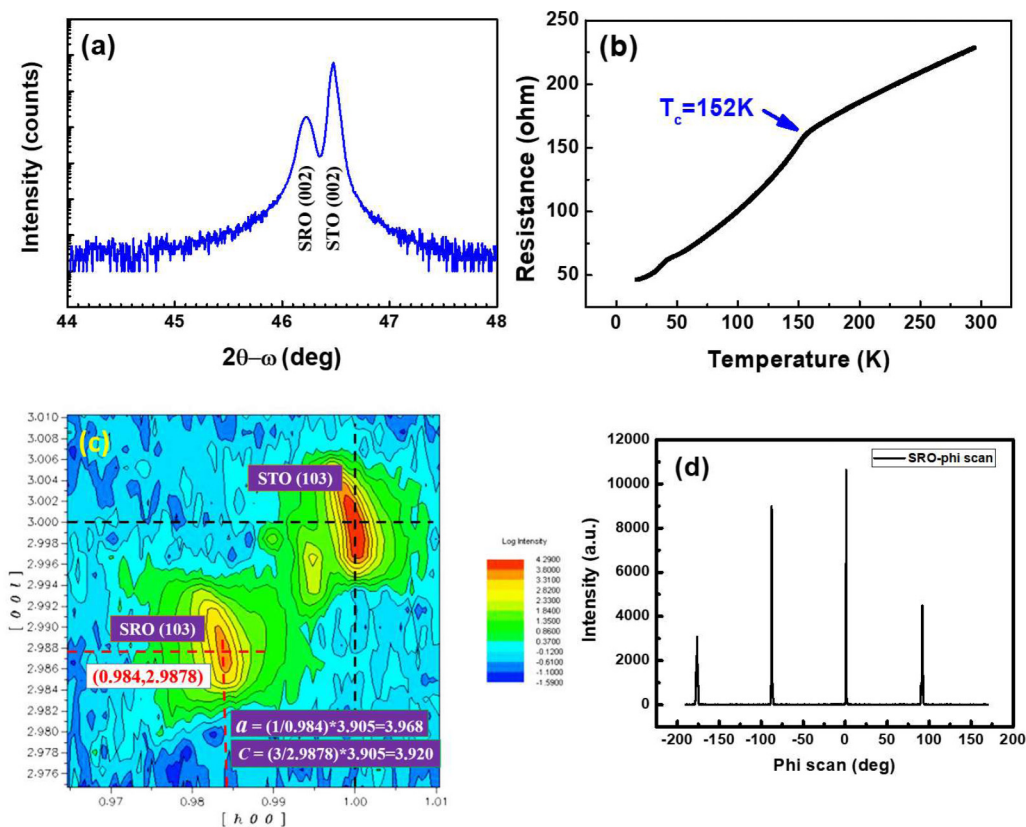 (a)
Intensity (counts)
SRO (002)
STO (002)
44 45 46 47 48
2θ−ω (deg)
(b)
Resistance (ohm)
250
200
150
100
50
T_c=152K
0 50 100 150 200 250 300
Temperature (K)
(c)
[ 0 0 l ]
3.010
3.008
3.006
3.004
3.002
3.000
2.998
2.996
2.994
2.992
2.990
2.988
2.986
2.984
2.982
2.980
2.978
2.976
STO (103)
SRO (103)
(0.984,2.9878)
a = (1/0.984)*3.905=3.968
C = (3/2.9878)*3.905=3.920
0.97 0.98 0.99 1.00 1.01
[ h 0 0 ]
Log Intensity
4.2900
3.8000
3.3100
2.8200
2.3300
1.8400
1.3500
0.8600
0.3700
-0.1200
-0.6100
-1.1000
-1.5900
(d)
SRO-phi scan
Intensity (a.u.)
12000
10000
8000
6000
4000
2000
0
-200 -150 -100 -50 0 50 100 150 200
Phi scan (deg)